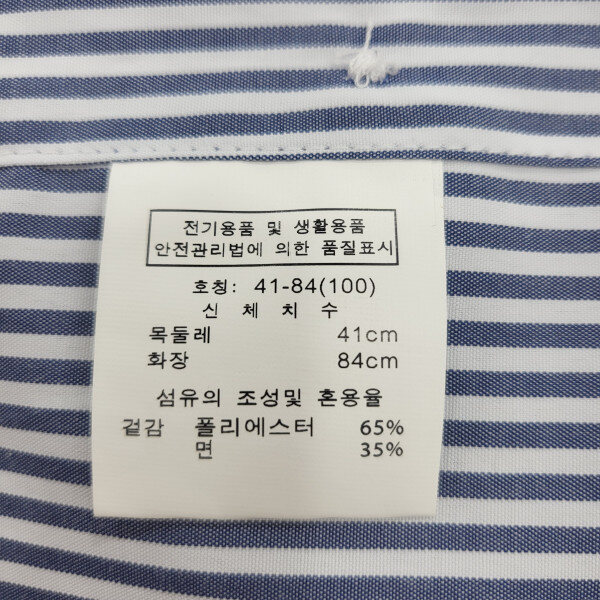 전기용품 및 생활용품
안전관리법에 의한 품질표시
호칭: 41-84(100)
신 체 치 수
목둘레 41cm
화장 84cm
섬유의 조성및 혼용율
겉감 폴리에스터 65%
면 35%